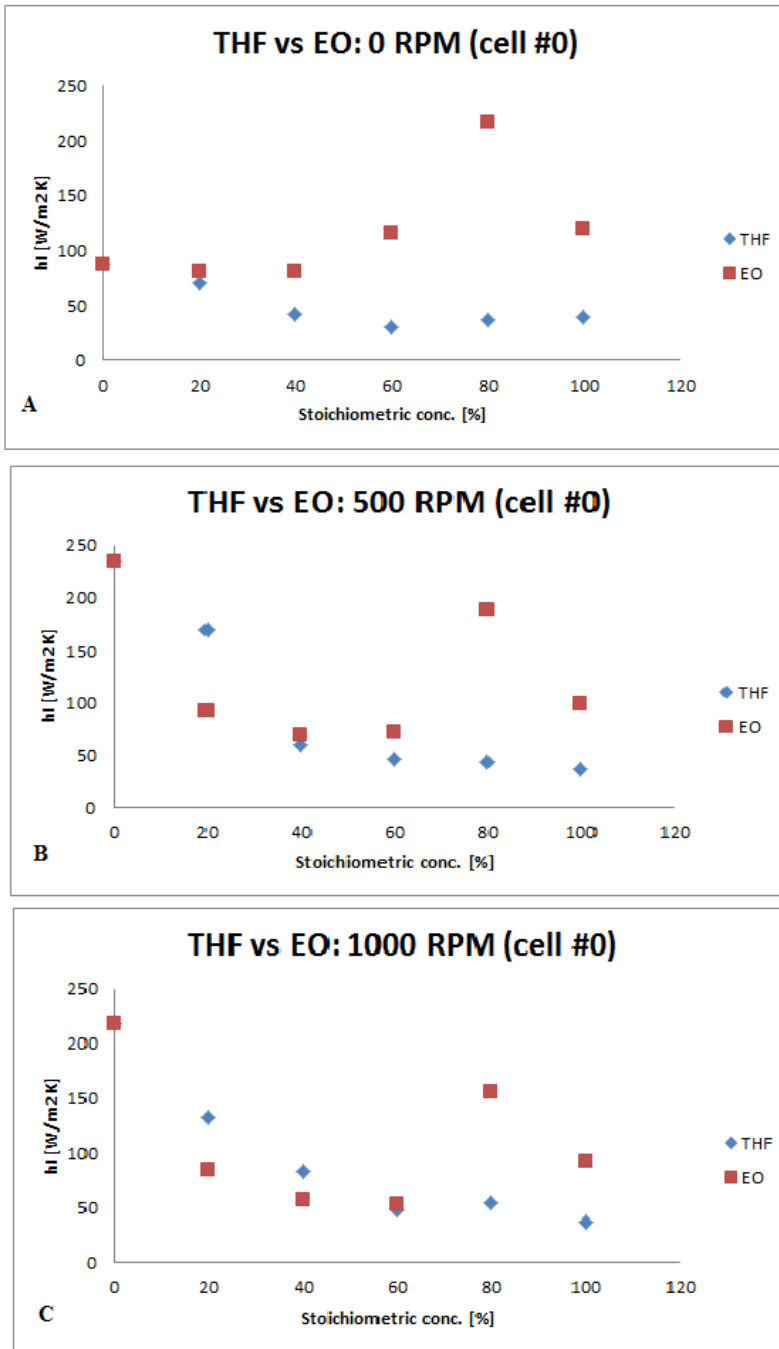 THF vs EO: 0 RPM (cell #0)
250
200
150
100
50
0
hI [W/m2K]
0 20 40 60 80 100 120
Stoichiometric conc. [%]
THF
EO
A
THF vs EO: 500 RPM (cell #0)
250
200
150
100
50
0
hI [W/m2K]
0 20 40 60 80 100 120
Stoichiometric conc. [%]
THF
EO
B
THF vs EO: 1000 RPM (cell #0)
250
200
150
100
50
0
hI [W/m2K]
0 20 40 60 80 100 120
Stoichiometric conc. [%]
THF
EO
C